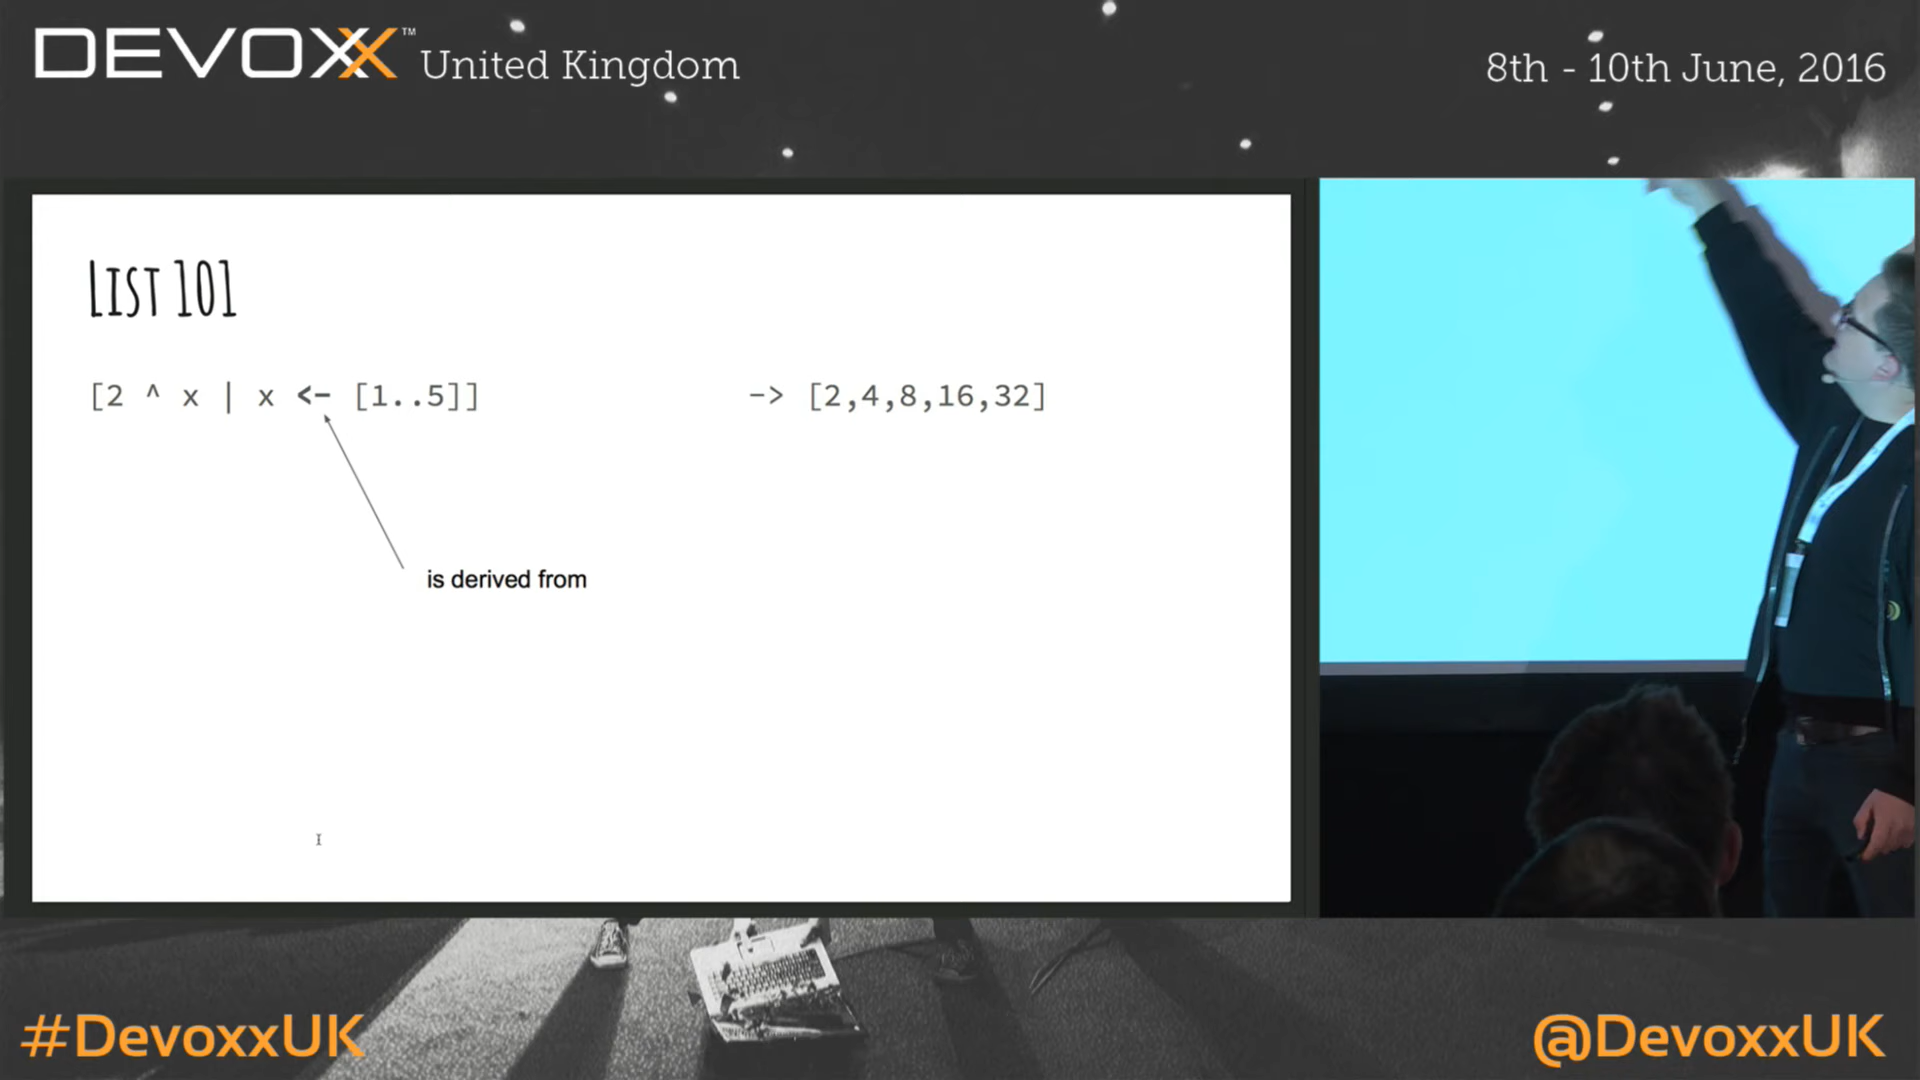 DEVOXX™ United Kingdom
8th - 10th June, 2016
LIST 101
[2 ^ x | x <- [1..5]]
-> [2,4,8,16,32]
is derived from
#DevoxxUK
@DevoxxUK